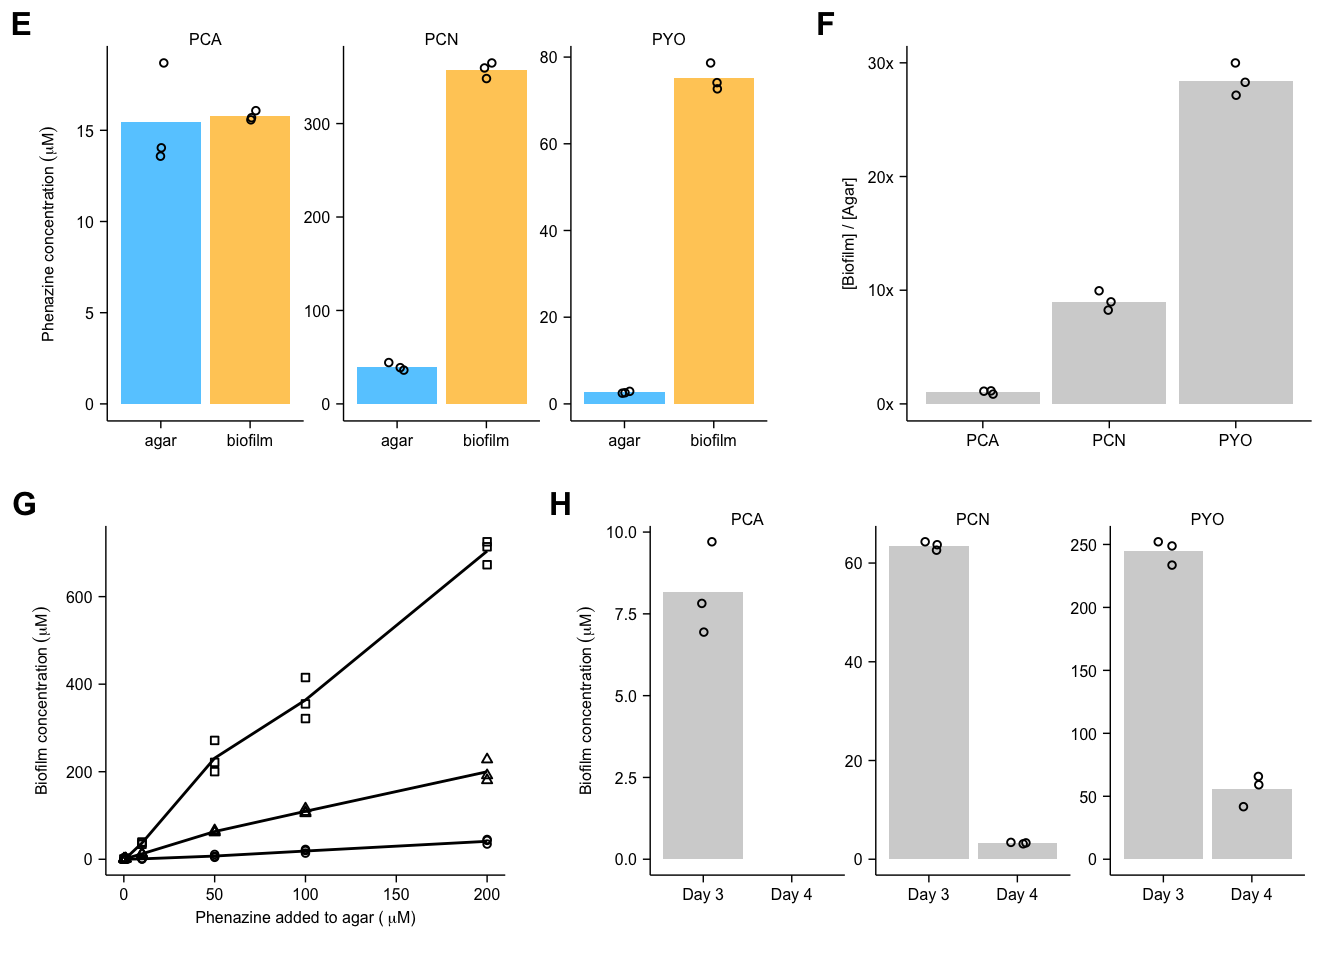 E
PCA
PCN
PYO
Phenazine concentration (μM)
15
10
5
0
300
200
100
0
80
60
40
20
0
agar
biofilm
agar
biofilm
agar
biofilm
F
[Biofilm] / [Agar]
30x
20x
10x
0x
PCA
PCN
PYO
G
Biofilm concentration (μM)
600
400
200
0
0
50
100
150
200
Phenazine added to agar ( μM)
H
PCA
PCN
PYO
Biofilm concentration (μM)
10.0
7.5
5.0
2.5
0.0
60
40
20
0
250
200
150
100
50
0
Day 3
Day 4
Day 3
Day 4
Day 3
Day 4